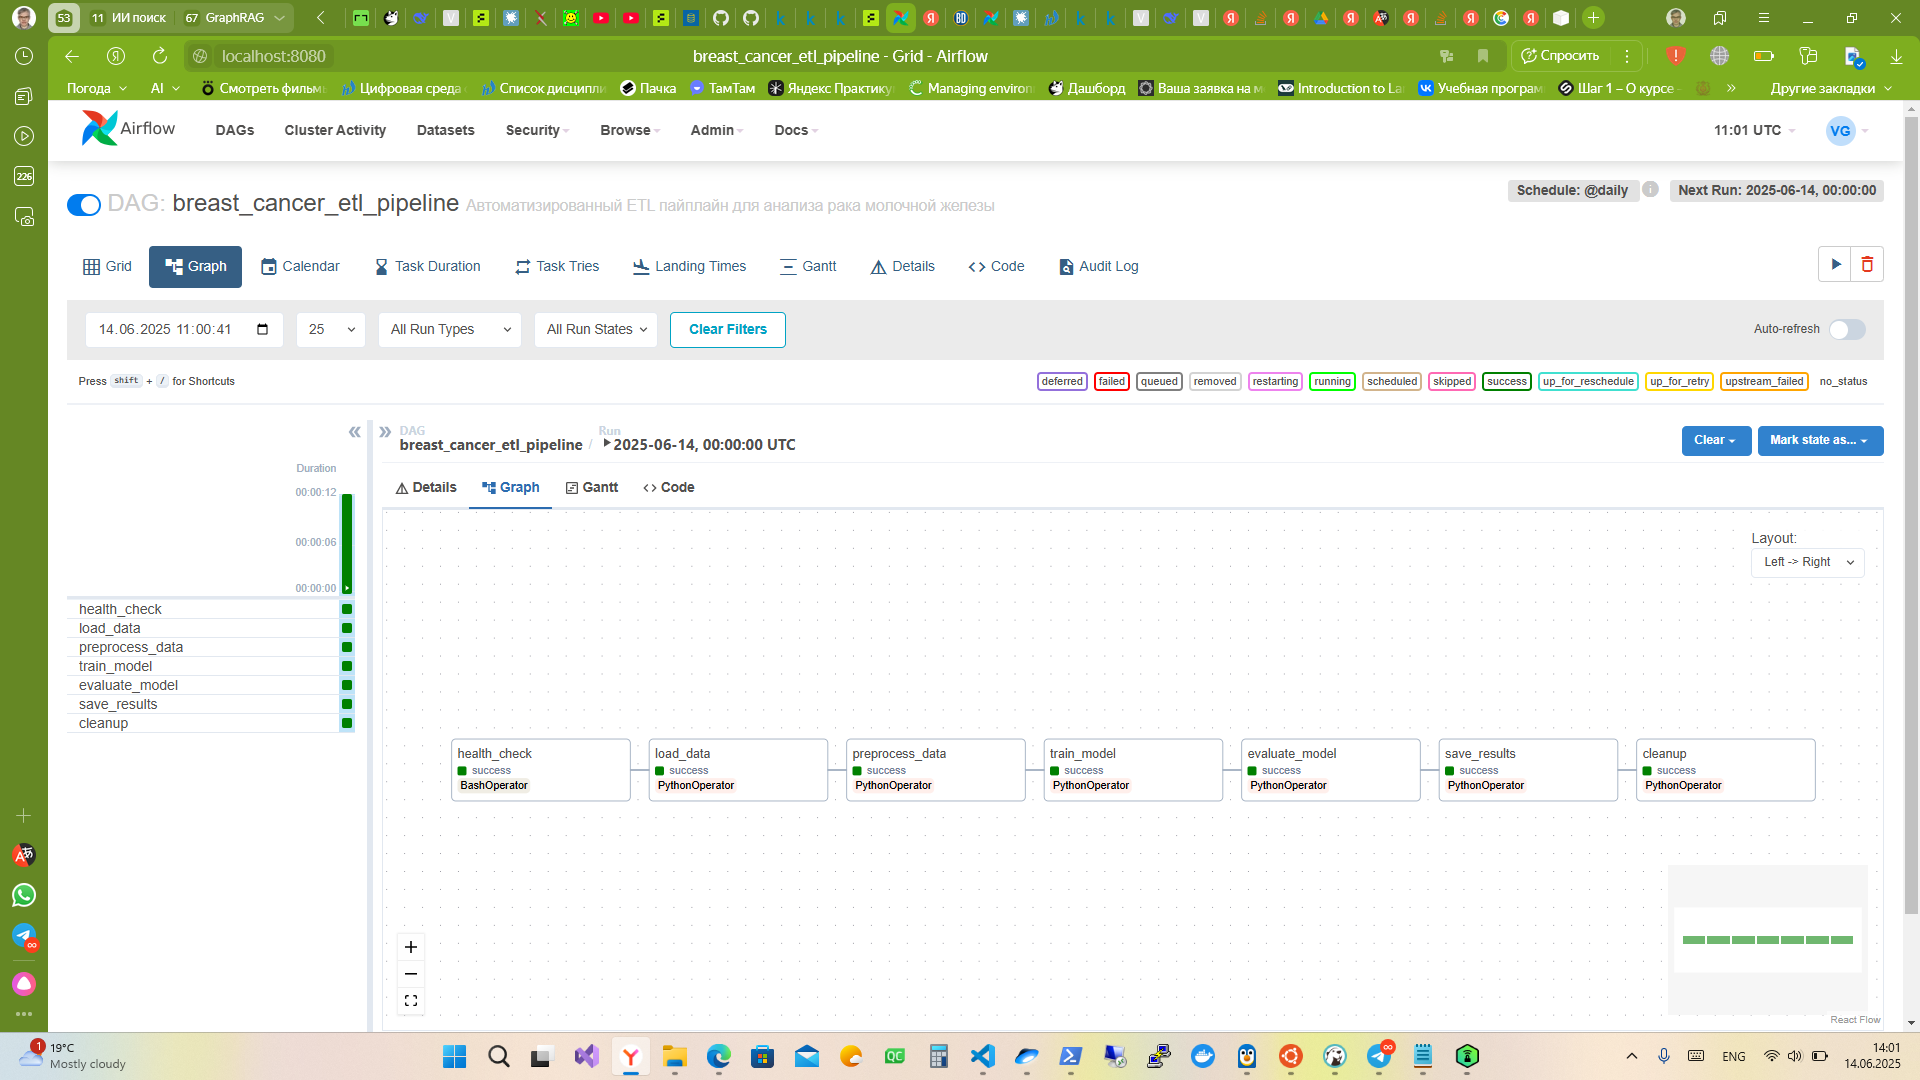 53
11 ИИ поиск
67 GraphRAG
localhost:8080
breast_cancer_etl_pipeline - Grid - Airflow
Спросить
Погода
AI
Смотреть фильм
Цифровая среда
Список дисципли
Пачка
ТамТам
Яндекс Практику
Managing environ
Дашборд
Ваша заявка на м
Introduction to La
Учебная програм
Шаг 1 – О курсе -
Другие закладки
226
Airflow
DAGs
Cluster Activity
Datasets
Security
Browse
Admin
Docs
11:01 UTC
VG
DAG: breast_cancer_etl_pipeline Автоматизированный ETL пайплайн для анализа рака молочной железы
Schedule: @daily
Next Run: 2025-06-14, 00:00:00
Grid
Graph
Calendar
Task Duration
Task Tries
Landing Times
Gantt
Details
Code
Audit Log
14.06.2025 11:00:41
25
All Run Types
All Run States
Clear Filters
Auto-refresh
Press shift + / for Shortcuts
deferred
failed
queued
removed
restarting
running
scheduled
skipped
success
up_for_reschedule
up_for_retry
upstream_failed
no_status
DAG
breast_cancer_etl_pipeline /
Run
2025-06-14, 00:00:00 UTC
Clear
Mark state as...
Duration
00:00:12
00:00:06
00:00:00
health_check
load_data
preprocess_data
train_model
evaluate_model
save_results
cleanup
Details
Graph
Gantt
Code
Layout:
Left -> Right
health_check
success
BashOperator
load_data
success
PythonOperator
preprocess_data
success
PythonOperator
train_model
success
PythonOperator
evaluate_model
success
PythonOperator
save_results
success
PythonOperator
cleanup
success
PythonOperator
React Flow
1
19°C
Mostly cloudy
ENG
14:01
14.06.2025